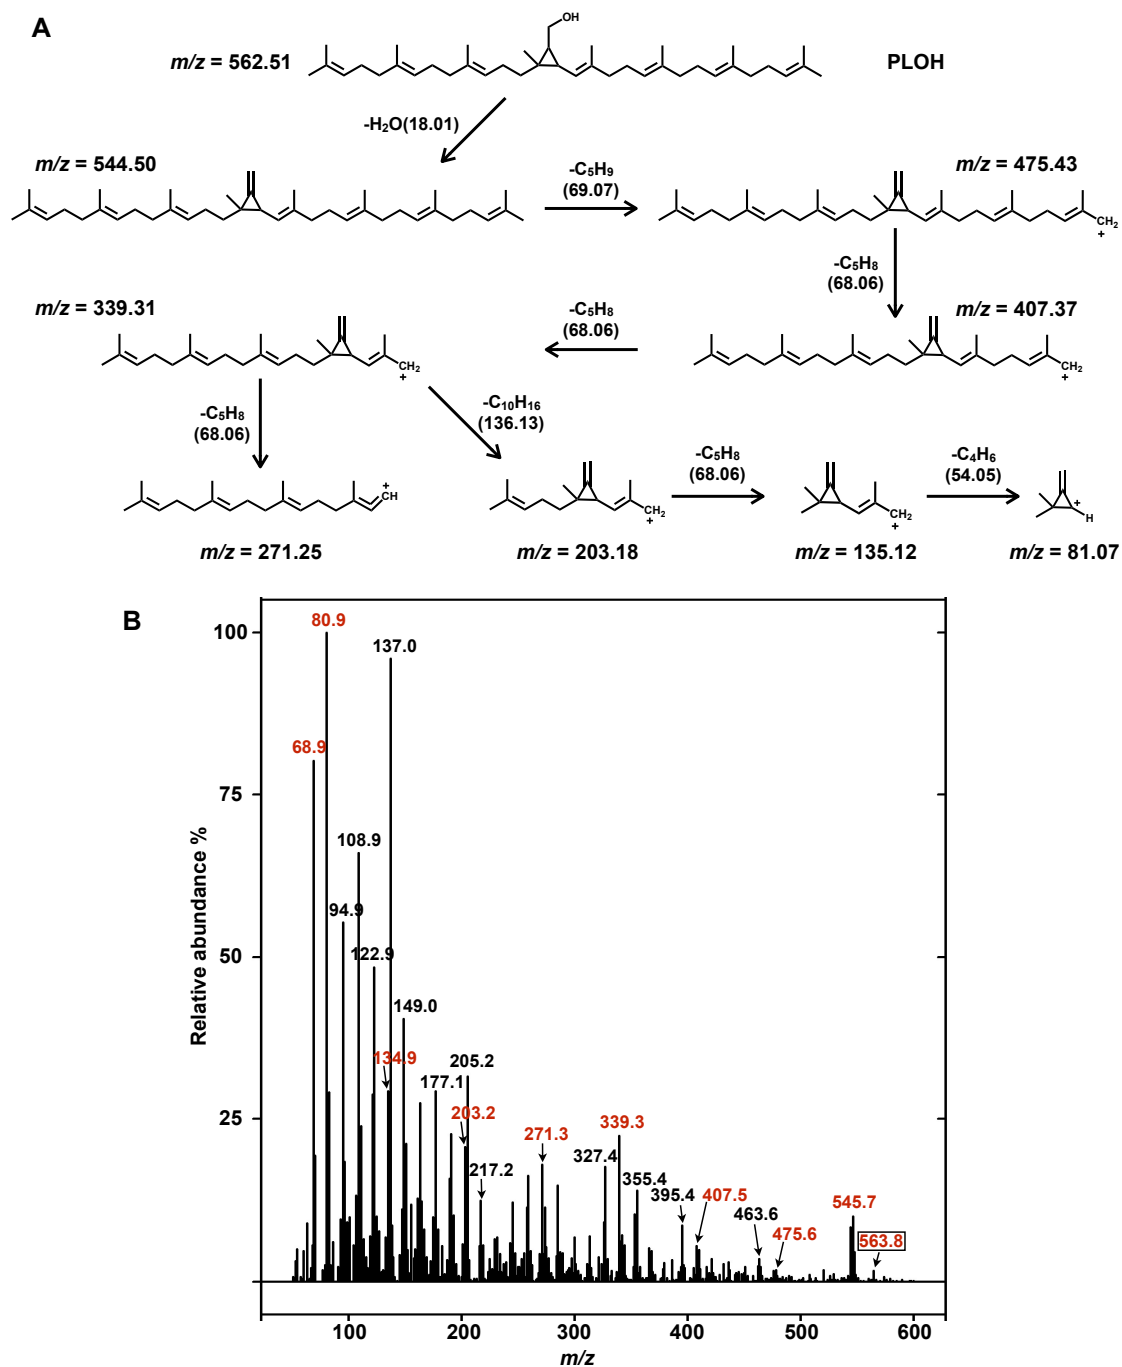 A
OH
m/z = 562.51
PLOH
-H₂O(18.01)
m/z = 544.50
-C₅H₉
(69.07)
m/z = 475.43
CH₂
+
-C₅H₈
(68.06)
m/z = 339.31
-C₅H₈
(68.06)
m/z = 407.37
CH₂
+
CH₂
+
-C₅H₈
(68.06)
-C₁₀H₁₆
(136.13)
-C₅H₈
(68.06)
-C₄H₆
(54.05)
+
CH
CH₂
+
CH₂
+
+
H
m/z = 271.25
m/z = 203.18
m/z = 135.12
m/z = 81.07
B
Relative abundance %
100
75
50
25
80.9
137.0
68.9
108.9
94.9
122.9
149.0
134.9
177.1
205.2
203.2
217.2
271.3
327.4
339.3
355.4
395.4
407.5
463.6
475.6
545.7
563.8
100
200
300
400
500
600
m/z